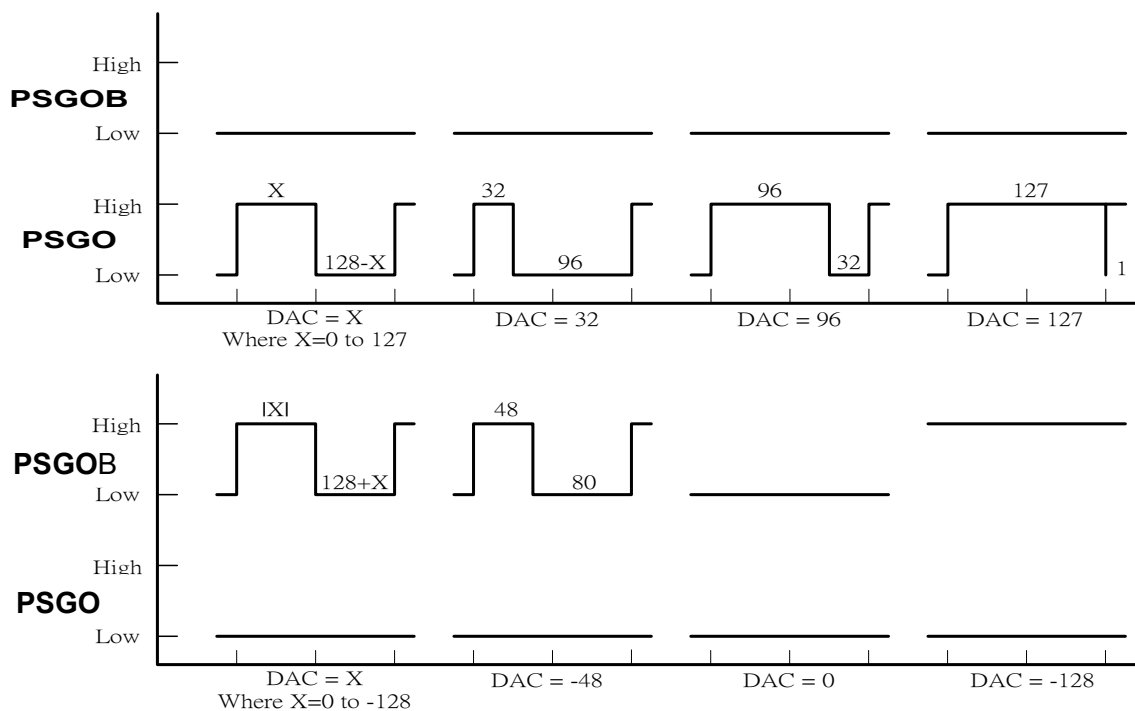 High
PSGOB
Low
X
32
96
127
High
PSGO
128-X
96
32
1
Low
DAC = X
DAC = 32
DAC = 96
DAC = 127
Where X=0 to 127
|X|
48
High
PSGOB
128+X
80
Low
High
PSGO
Low
DAC = X
DAC = -48
DAC = 0
DAC = -128
Where X=0 to -128